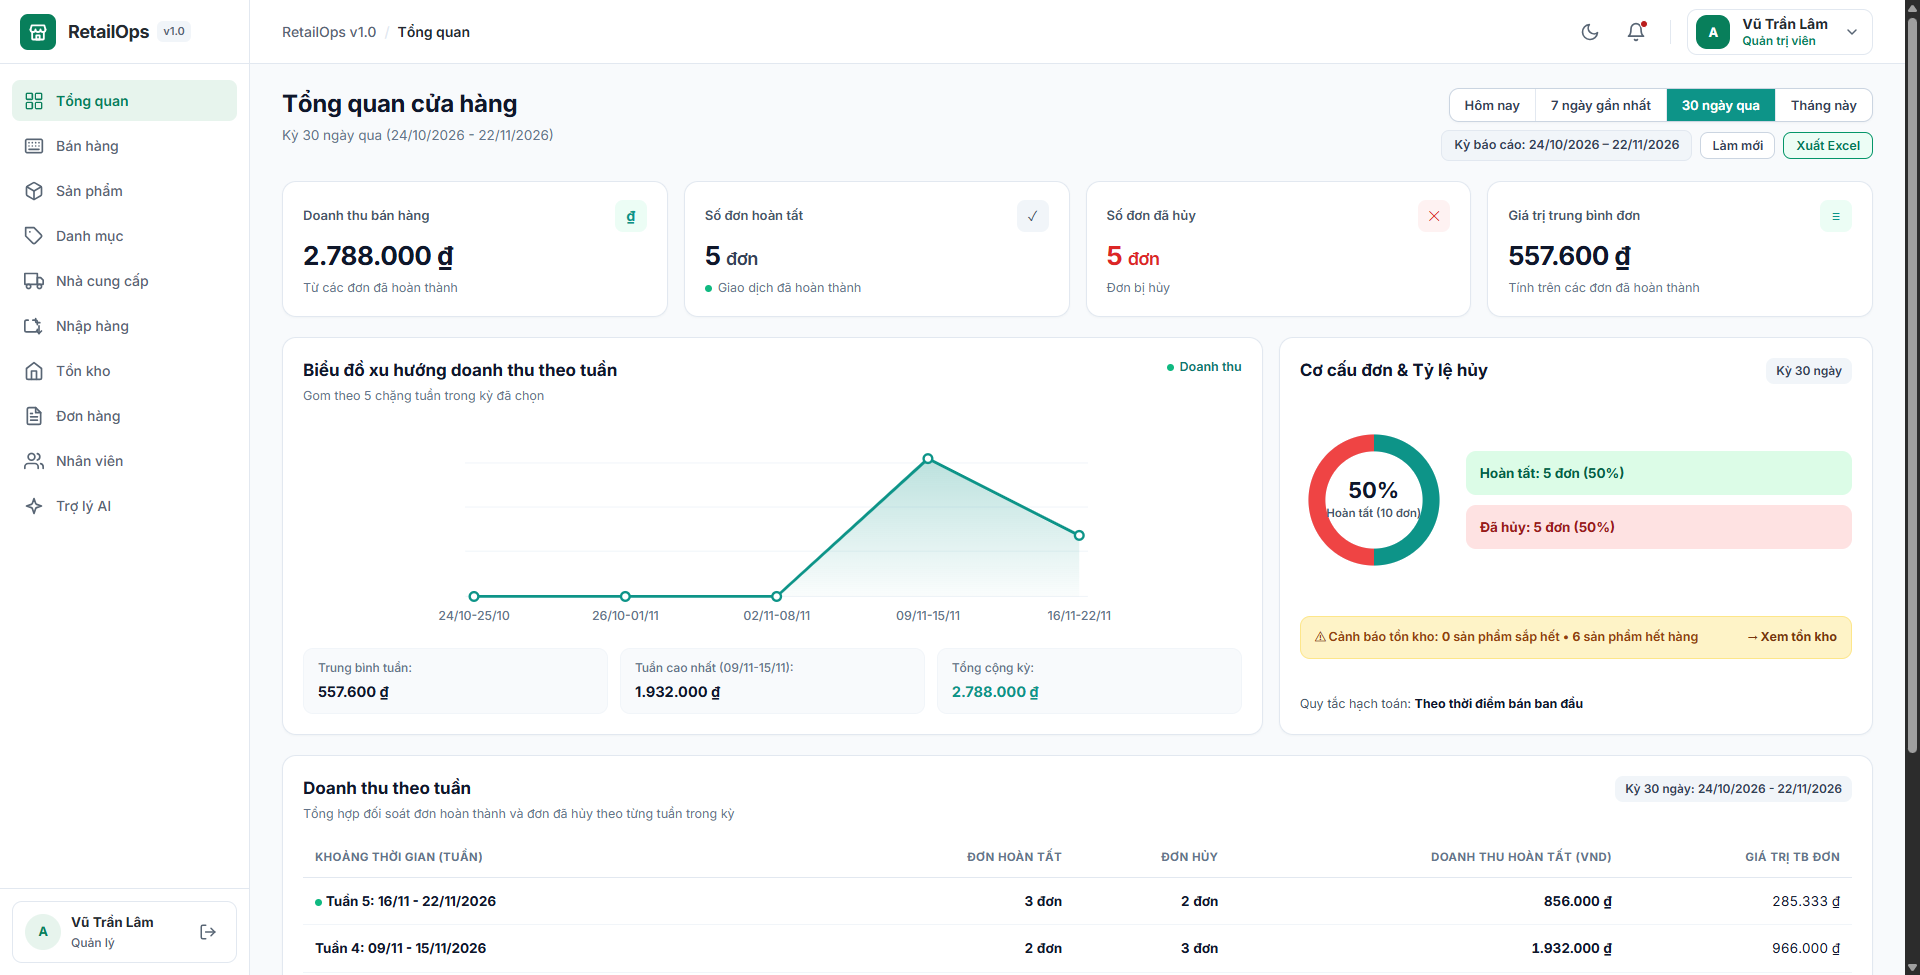 RetailOps v1.0
RetailOps v1.0 / Tổng quan
A
Vũ Trần Lâm
Quản trị viên
Tổng quan
Bán hàng
Sản phẩm
Danh mục
Nhà cung cấp
Nhập hàng
Tồn kho
Đơn hàng
Nhân viên
Trợ lý AI
A
Vũ Trần Lâm
Quản lý
Tổng quan cửa hàng
Kỳ 30 ngày qua (24/10/2026 - 22/11/2026)
Hôm nay
7 ngày gần nhất
30 ngày qua
Tháng này
Kỳ báo cáo: 24/10/2026 – 22/11/2026
Làm mới
Xuất Excel
Doanh thu bán hàng
₫
2.788.000 ₫
Từ các đơn đã hoàn thành
Số đơn hoàn tất
✓
5 đơn
Giao dịch đã hoàn thành
Số đơn đã hủy
5 đơn
Đơn bị hủy
Giá trị trung bình đơn
557.600 ₫
Tính trên các đơn đã hoàn thành
Biểu đồ xu hướng doanh thu theo tuần
Gom theo 5 chặng tuần trong kỳ đã chọn
Doanh thu
24/10-25/10
26/10-01/11
02/11-08/11
09/11-15/11
16/11-22/11
Trung bình tuần:
557.600 ₫
Tuần cao nhất (09/11-15/11):
1.932.000 ₫
Tổng cộng kỳ:
2.788.000 ₫
Cơ cấu đơn & Tỷ lệ hủy
Kỳ 30 ngày
50%
Hoàn tất (10 đơn)
Hoàn tất: 5 đơn (50%)
Đã hủy: 5 đơn (50%)
⚠ Cảnh báo tồn kho: 0 sản phẩm sắp hết • 6 sản phẩm hết hàng
→ Xem tồn kho
Quy tắc hạch toán: Theo thời điểm bán ban đầu
Doanh thu theo tuần
Tổng hợp đối soát đơn hoàn thành và đơn đã hủy theo từng tuần trong kỳ
Kỳ 30 ngày: 24/10/2026 - 22/11/2026
KHOẢNG THỜI GIAN (TUẦN) ĐƠN HOÀN TẤT ĐƠN HỦY DOANH THU HOÀN TẤT (VND) GIÁ TRỊ TB ĐƠN
Tuần 5: 16/11 - 22/11/2026 3 đơn 2 đơn 856.000 ₫ 285.333 ₫
Tuần 4: 09/11 - 15/11/2026 2 đơn 3 đơn 1.932.000 ₫ 966.000 ₫